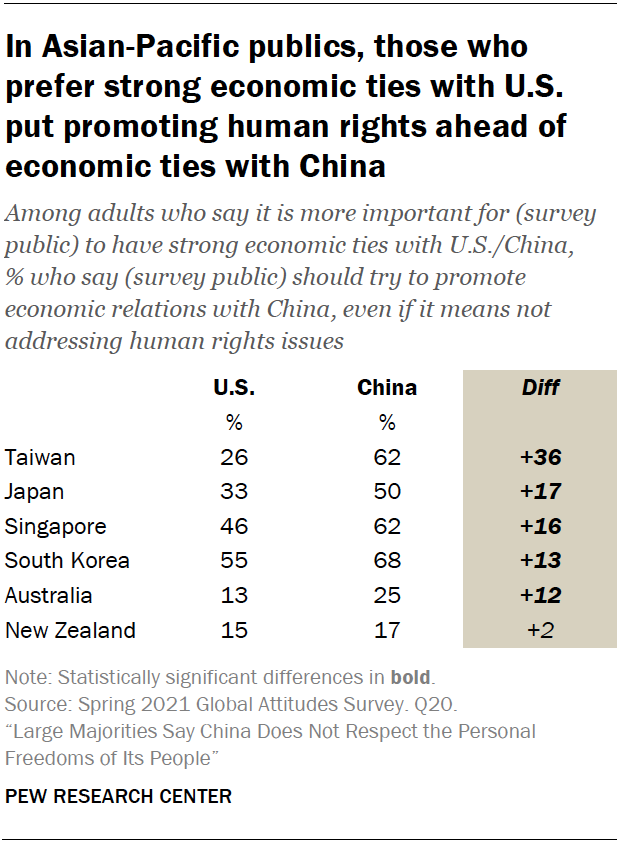 In Asian-Pacific publics, those who
prefer strong economic ties with U.S.
put promoting human rights ahead of
economic ties with China
Among adults who say it is more important for (survey
public) to have strong economic ties with U.S./China,
% who say (survey public) should try to promote
economic relations with China, even if it means not
addressing human rights issues
U.S. China Diff
% %
Taiwan 26 62 +36
Japan 33 50 +17
Singapore 46 62 +16
South Korea 55 68 +13
Australia 13 25 +12
New Zealand 15 17 +2
Note: Statistically significant differences in bold.
Source: Spring 2021 Global Attitudes Survey. Q20.
“Large Majorities Say China Does Not Respect the Personal
Freedoms of Its People”
PEW RESEARCH CENTER